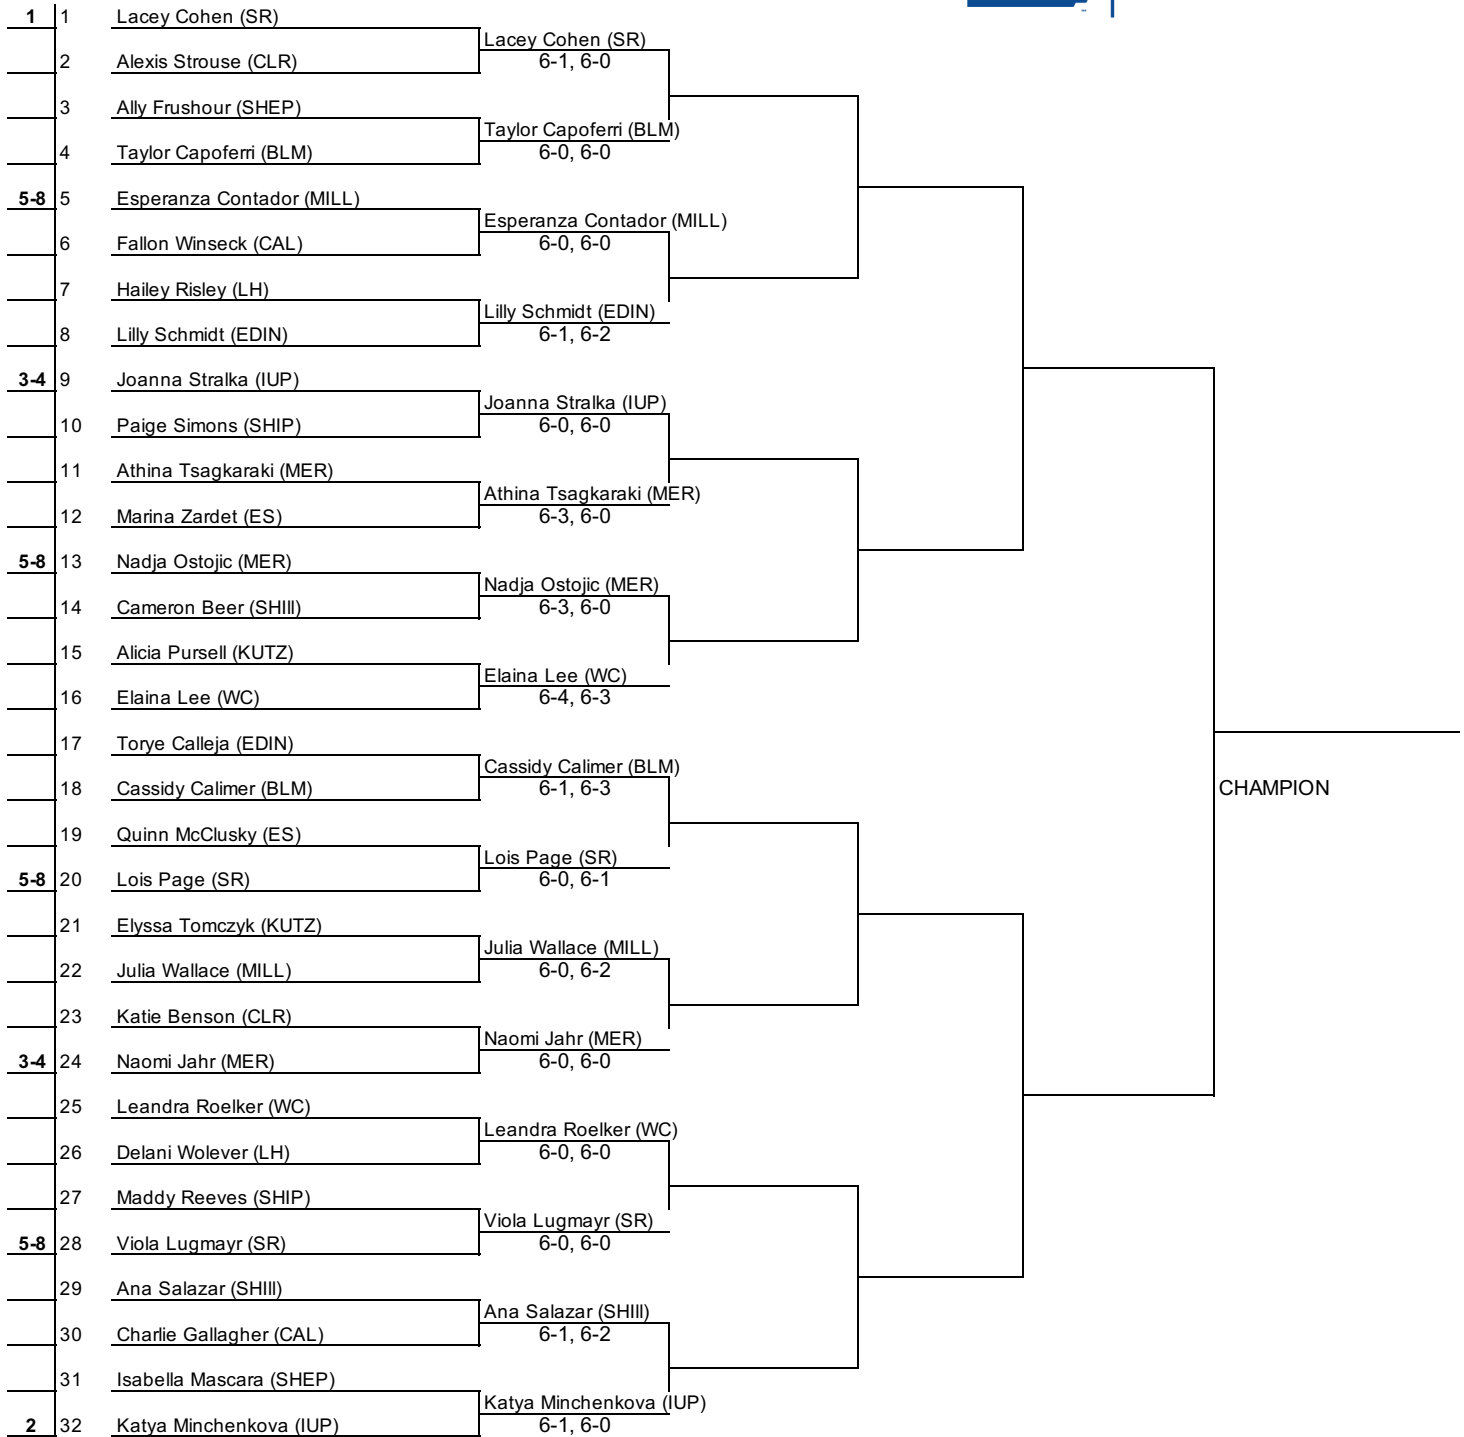 1 1 Lacey Cohen (SR)
Lacey Cohen (SR)
2 Alexis Strouse (CLR)
6-1, 6-0
3 Ally Frushour (SHEP)
Taylor Capoferri (BLM)
4 Taylor Capoferri (BLM)
6-0, 6-0
5-8 5 Esperanza Contador (MILL)
Esperanza Contador (MILL)
6 Fallon Winseck (CAL)
6-0, 6-0
7 Hailey Risley (LH)
Lilly Schmidt (EDIN)
8 Lilly Schmidt (EDIN)
6-1, 6-2
3-4 9 Joanna Stralka (IUP)
Joanna Stralka (IUP)
10 Paige Simons (SHIP)
6-0, 6-0
11 Athina Tsagkaraki (MER)
Athina Tsagkaraki (MER)
12 Marina Zardet (ES)
6-3, 6-0
5-8 13 Nadja Ostojic (MER)
Nadja Ostojic (MER)
14 Cameron Beer (SHIll)
6-3, 6-0
15 Alicia Pursell (KUTZ)
Elaina Lee (WC)
16 Elaina Lee (WC)
6-4, 6-3
17 Torye Calleja (EDIN)
Cassidy Calimer (BLM)
18 Cassidy Calimer (BLM)
6-1, 6-3
CHAMPION
19 Quinn McClusky (ES)
Lois Page (SR)
5-8 20 Lois Page (SR)
6-0, 6-1
21 Elyssa Tomczyk (KUTZ)
Julia Wallace (MILL)
22 Julia Wallace (MILL)
6-0, 6-2
23 Katie Benson (CLR)
Naomi Jahr (MER)
3-4 24 Naomi Jahr (MER)
6-0, 6-0
25 Leandra Roelker (WC)
Leandra Roelker (WC)
26 Delani Wolever (LH)
6-0, 6-0
27 Maddy Reeves (SHIP)
Viola Lugmayr (SR)
5-8 28 Viola Lugmayr (SR)
6-0, 6-0
29 Ana Salazar (SHIll)
Ana Salazar (SHIll)
30 Charlie Gallagher (CAL)
6-1, 6-2
31 Isabella Mascara (SHEP)
Katya Minchenkova (IUP)
2 32 Katya Minchenkova (IUP)
6-1, 6-0